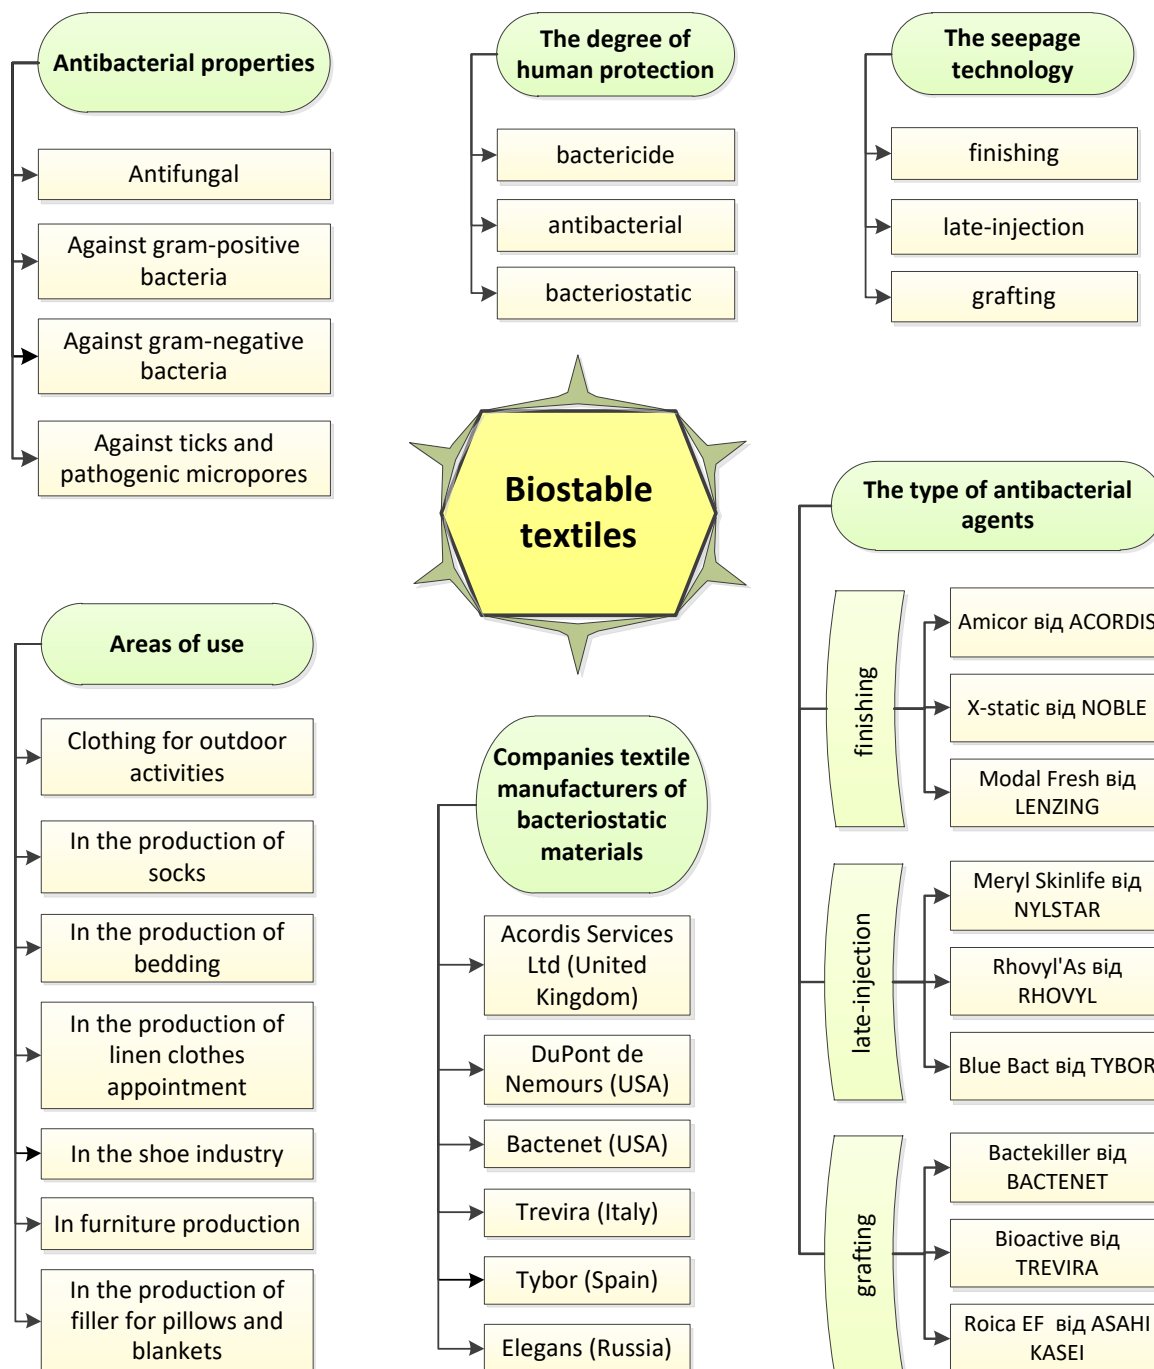 Antibacterial properties
Antifungal
Against gram-positive
bacteria
Against gram-negative
bacteria
Against ticks and
pathogenic micropores
The degree of
human protection
bactericide
antibacterial
bacteriostatic
The seepage
technology
finishing
late-injection
grafting
Biostable
textiles
The type of antibacterial
agents
finishing
Amicor від ACORDIS
X-static від NOBLE
Modal Fresh від
LENZING
late-injection
Meryl Skinlife від
NYLSTAR
Rhovyl'As від
RHOVYL
Blue Bact від TYBOR
grafting
Bactekiller від
BACTENET
Bioactive від
TREVIRA
Roica EF від ASAHI
KASEI
Areas of use
Clothing for outdoor
activities
In the production of
socks
In the production of
bedding
In the production of
linen clothes
appointment
In the shoe industry
In furniture production
In the production of
filler for pillows and
blankets
Companies textile
manufacturers of
bacteriostatic
materials
Acordis Services
Ltd (United
Kingdom)
DuPont de
Nemours (USA)
Bactenet (USA)
Trevira (Italy)
Tybor (Spain)
Elegans (Russia)